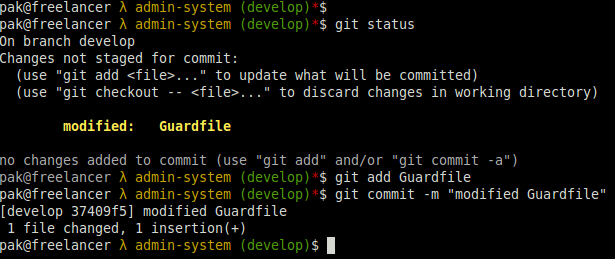 pak@freelancer λ admin-system (develop)*$
pak@freelancer λ admin-system (develop)*$ git status
On branch develop
Changes not staged for commit:
  (use "git add <file>..." to update what will be committed)
  (use "git checkout -- <file>..." to discard changes in working directory)
        modified:   Guardfile
no changes added to commit (use "git add" and/or "git commit -a")
pak@freelancer λ admin-system (develop)*$ git add Guardfile
pak@freelancer λ admin-system (develop)*$ git commit -m "modified Guardfile"
[develop 37409f5] modified Guardfile
 1 file changed, 1 insertion(+)
pak@freelancer λ admin-system (develop)$